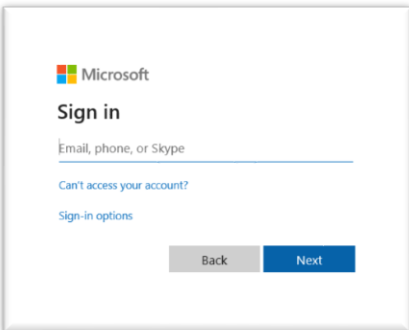 Microsoft
Sign in
Email, phone, or Skype
Can't access your account?
Sign-in options
Back Next